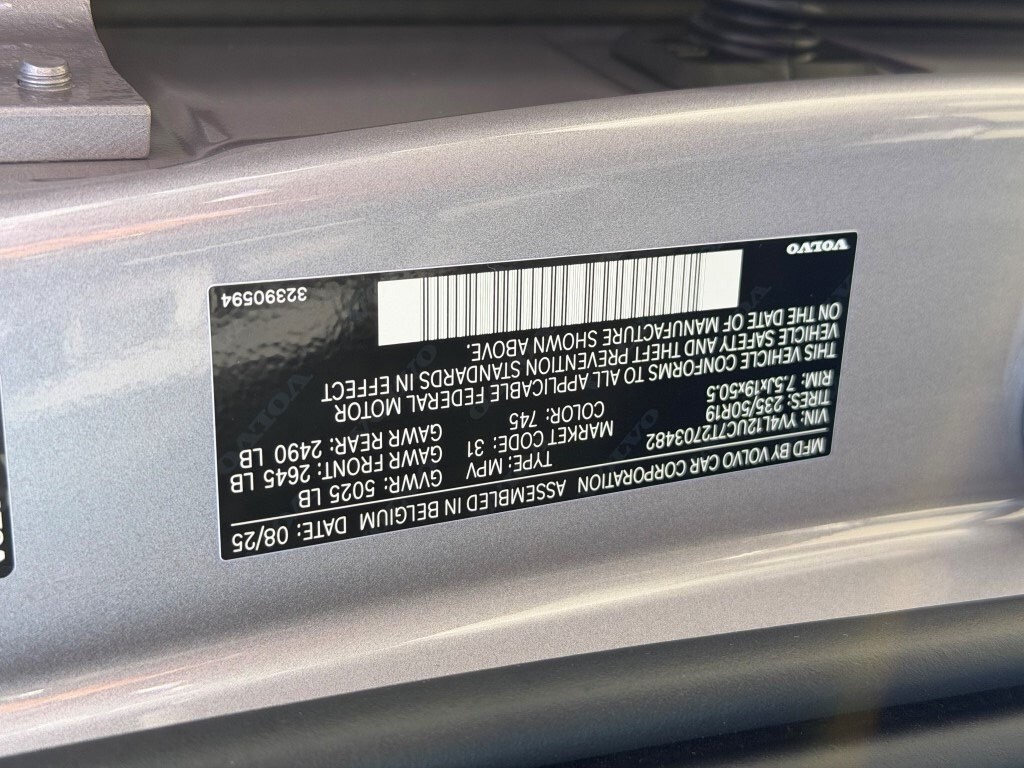 MFD BY VOLVO CAR CORPORATION ASSEMBLED IN BELGIUM DATE: 08/25
VIN: YV4L12UC7T2703482 TYPE: MPV GVWR: 5025 LB
TIRES: 235/50R19 MARKET CODE: 31 GAWR FRONT: 2645 LB
RIM: 7.5Jx19x50.5 COLOR: 745 GAWR REAR: 2490 LB
THIS VEHICLE CONFORMS TO ALL APPLICABLE FEDERAL MOTOR
VEHICLE SAFETY AND THEFT PREVENTION STANDARDS IN EFFECT
ON THE DATE OF MANUFACTURE SHOWN ABOVE.
VOLVO 32390594